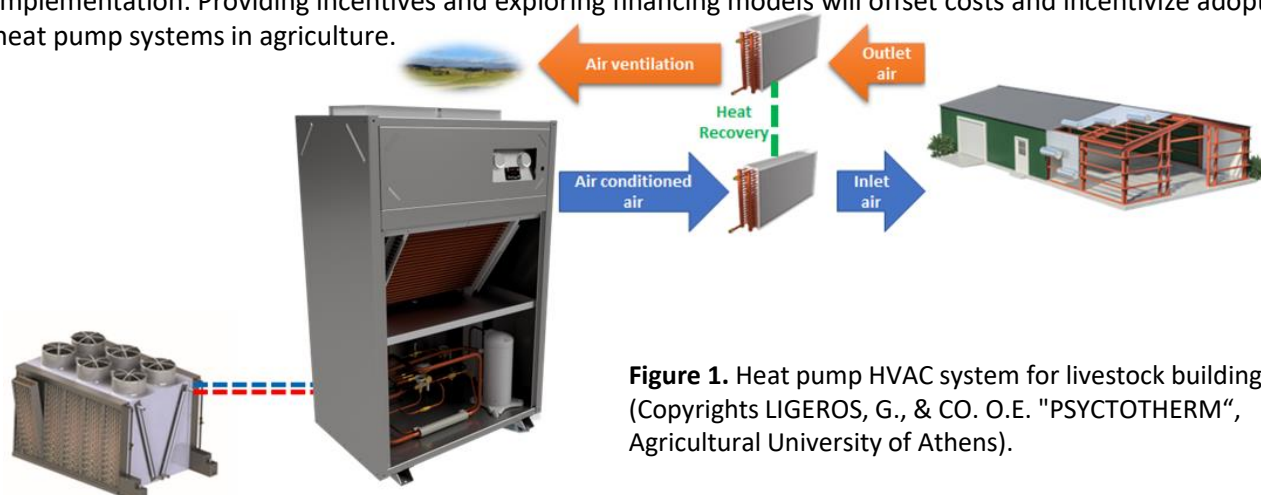 implementation. Providing incentives and exploring financing models will offset costs and incentivize
heat pump systems in agriculture.
Air ventilation
Outlet
air
Heat
Recovery
Air conditioned
air
Inlet
air
Figure 1. Heat pump HVAC system for livestock building
(Copyrights LIGEROS, G., & CO. O.E. "PSYCTOTHERM“,
Agricultural University of Athens).